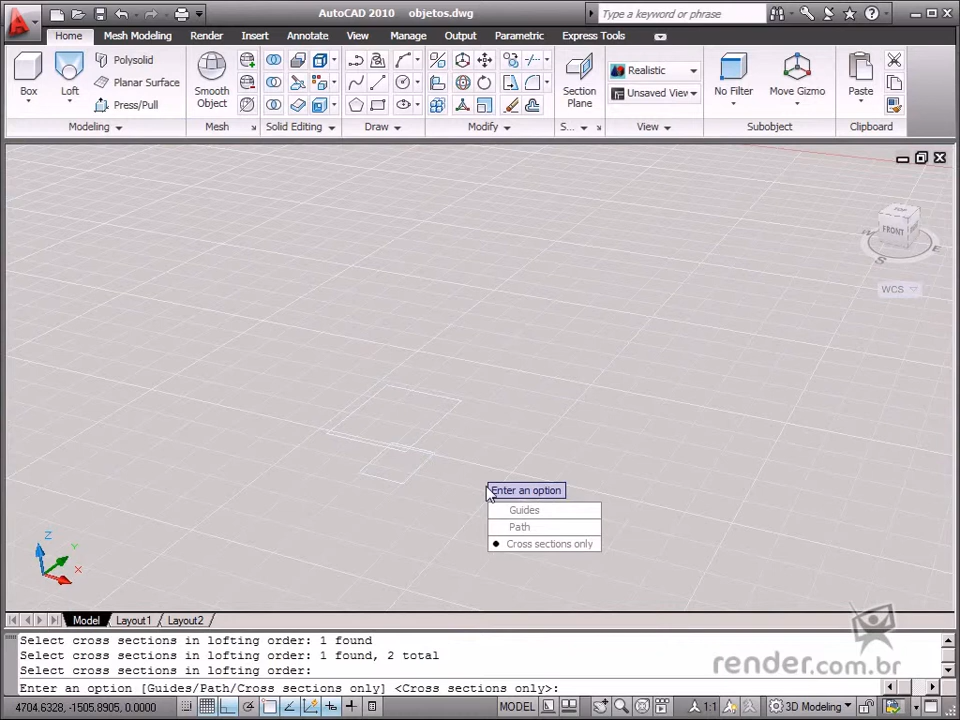 AutoCAD 2010 objetos.dwg
Type a keyword or phrase
Home Mesh Modeling Render Insert Annotate View Manage Output Parametric Express Tools
Polysolid
Planar Surface
Press/Pull
Box Loft Smooth Object Section Plane
Realistic
Unsaved View
No Filter Move Gizmo Paste
Modeling Mesh Solid Editing Draw Modify S... View Subobject Clipboard
TOP
FRONT
W
E
S
WCS
Enter an option
Guides
Path
Cross sections only
Z
Y
X
Model Layout1 Layout2
Select cross sections in lofting order: 1 found
Select cross sections in lofting order: 1 found, 2 total
Select cross sections in lofting order:
Enter an option [Guides/Path/Cross sections only] <Cross sections only>:
render.com.br
4704.6328, -1505.8905, 0.0000 MODEL 1:1 3D Modeling